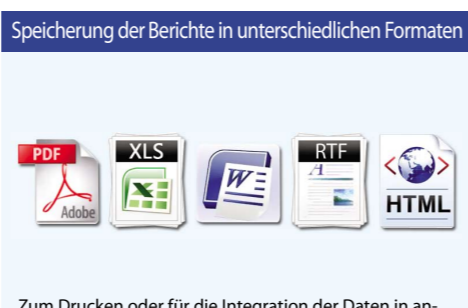 Speicherung der Berichte in unterschiedlichen Formaten
PDF XLS W RTF HTML
Adobe A
Zum Drucken oder für die Integration der Daten in an-